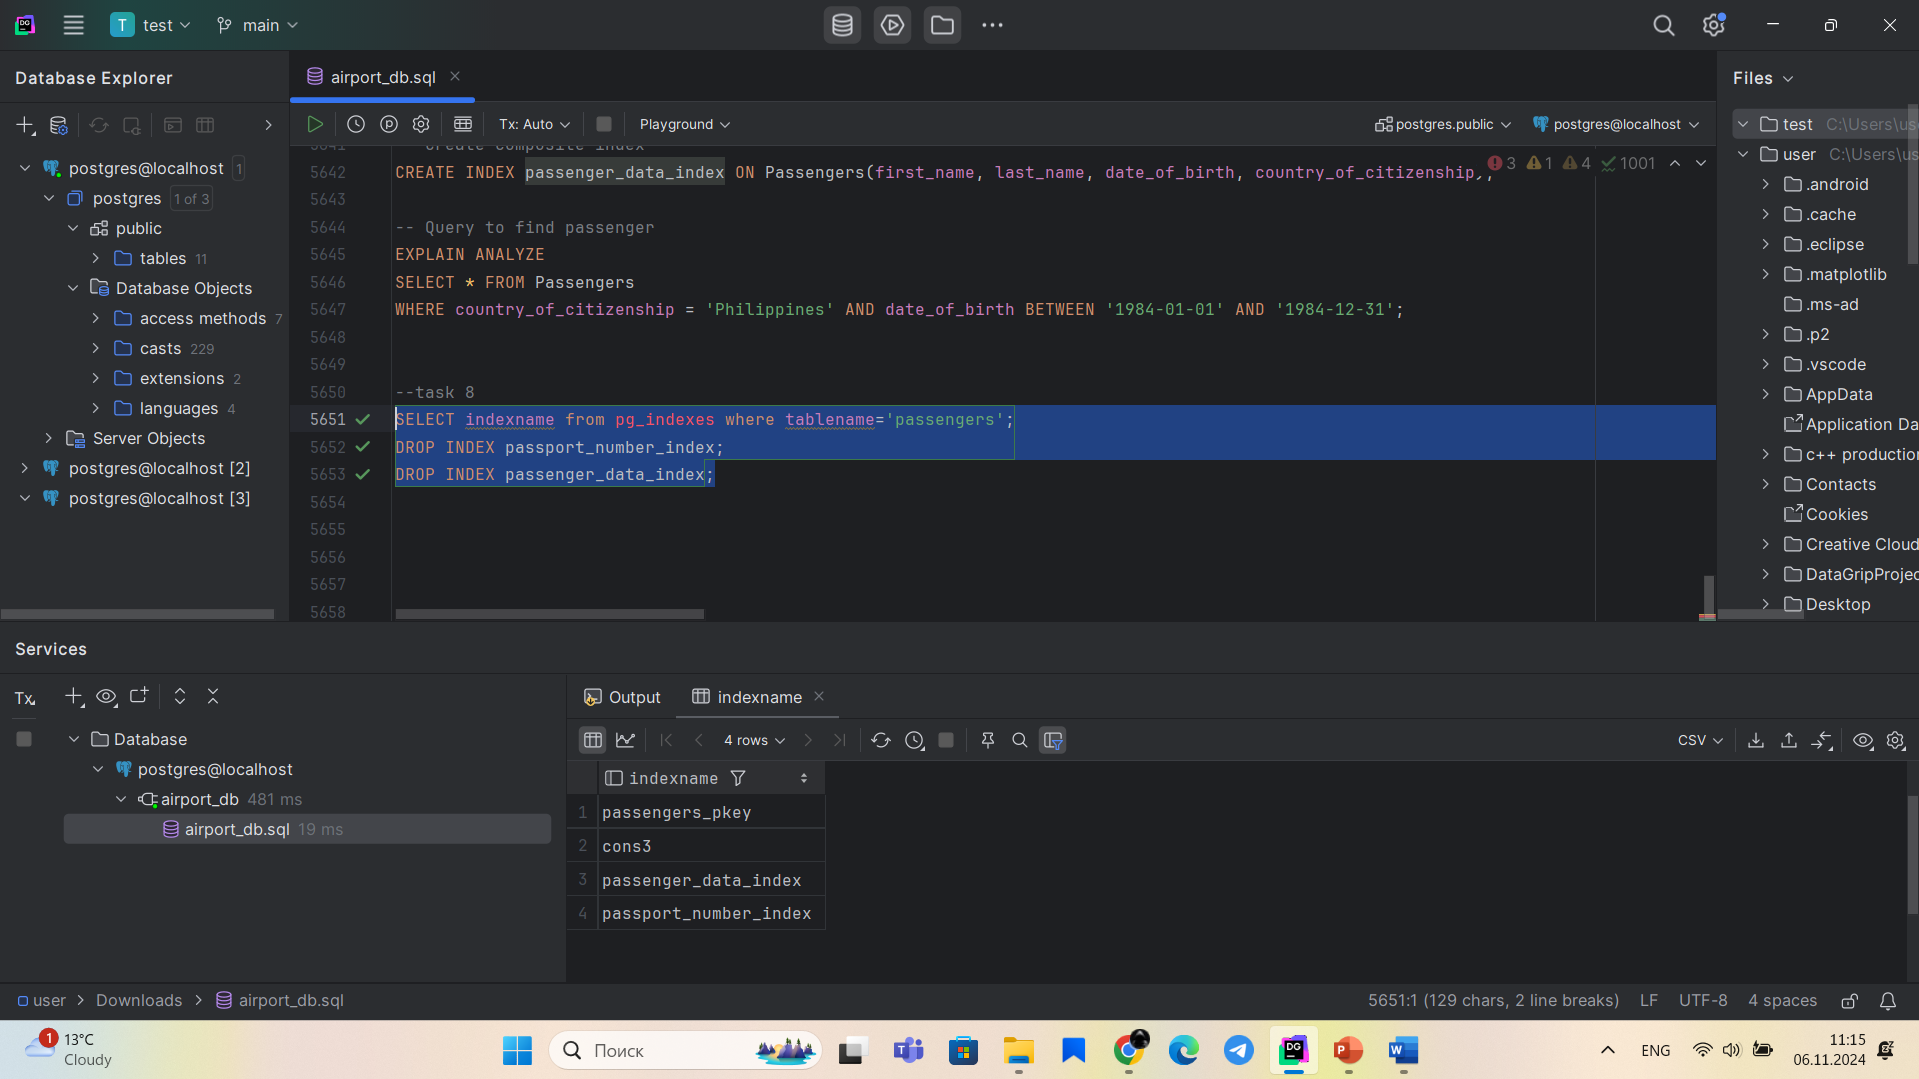 T test main
Database Explorer
airport_db.sql
Files
Tx: Auto Playground postgres.public postgres@localhost
postgres@localhost 1
postgres 1 of 3
public
tables 11
Database Objects
access methods 7
casts 229
extensions 2
languages 4
Server Objects
postgres@localhost [2]
postgres@localhost [3]
5641 Create composite index
5642 CREATE INDEX passenger_data_index ON Passengers(first_name, last_name, date_of_birth, country_of_citizenship);
3 1 4 1001
5643
5644 -- Query to find passenger
5645 EXPLAIN ANALYZE
5646 SELECT * FROM Passengers
5647 WHERE country_of_citizenship = 'Philippines' AND date_of_birth BETWEEN '1984-01-01' AND '1984-12-31';
5648
5649
5650 --task 8
5651 SELECT indexname from pg_indexes where tablename='passengers';
5652 DROP INDEX passport_number_index;
5653 DROP INDEX passenger_data_index;
5654
5655
5656
5657
5658
test C:\Users\us
user C:\Users\us
.android
.cache
.eclipse
.matplotlib
.ms-ad
.p2
.vscode
AppData
Application Da
c++ production
Contacts
Cookies
Creative Cloud
DataGripProjec
Desktop
Services
Tx
Database
postgres@localhost
airport_db 481 ms
airport_db.sql 19 ms
Output indexname
4 rows CSV
indexname
1 passengers_pkey
2 cons3
3 passenger_data_index
4 passport_number_index
user > Downloads > airport_db.sql
5651:1 (129 chars, 2 line breaks) LF UTF-8 4 spaces
1
13°C
Cloudy
Поиск
ENG
11:15
06.11.2024